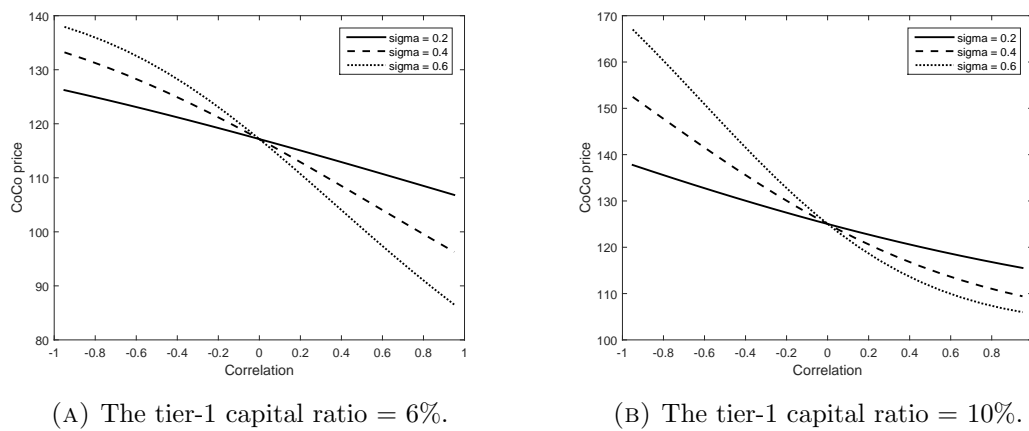 140
130
120
110
100
90
80
CoCo price
-1 -0.8 -0.6 -0.4 -0.2 0 0.2 0.4 0.6 0.8 1
Correlation
sigma = 0.2
sigma = 0.4
sigma = 0.6
(A) The tier-1 capital ratio = 6%.
170
160
150
140
130
120
110
100
CoCo price
-1 -0.8 -0.6 -0.4 -0.2 0 0.2 0.4 0.6 0.8
Correlation
sigma = 0.2
sigma = 0.4
sigma = 0.6
(B) The tier-1 capital ratio = 10%.